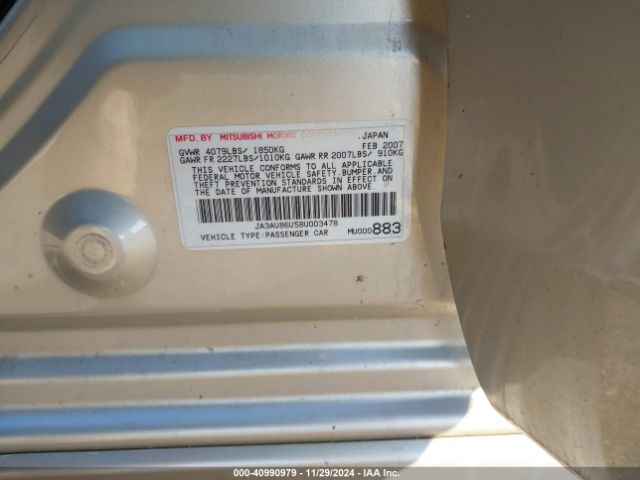 MFD. BY MITSUBISHI MOTORS CORPORATION JAPAN
GVWR 4079LBS/ 1850KG FEB 2007
GAWR FR 2227LBS/1010KG GAWR RR 2007LBS/ 910KG
THIS VEHICLE CONFORMS TO ALL APPLICABLE
FEDERAL MOTOR VEHICLE SAFETY.BUMPER.AND
THEFT PREVENTION STANDARDS IN EFFECT ON
THE DATE OF MANUFACTURE SHOWN ABOVE.
JA3AU86U58U003478
VEHICLE TYPE:PASSENGER CAR MU000883
000-40990979 - 11/29/2024 - IAA Inc.